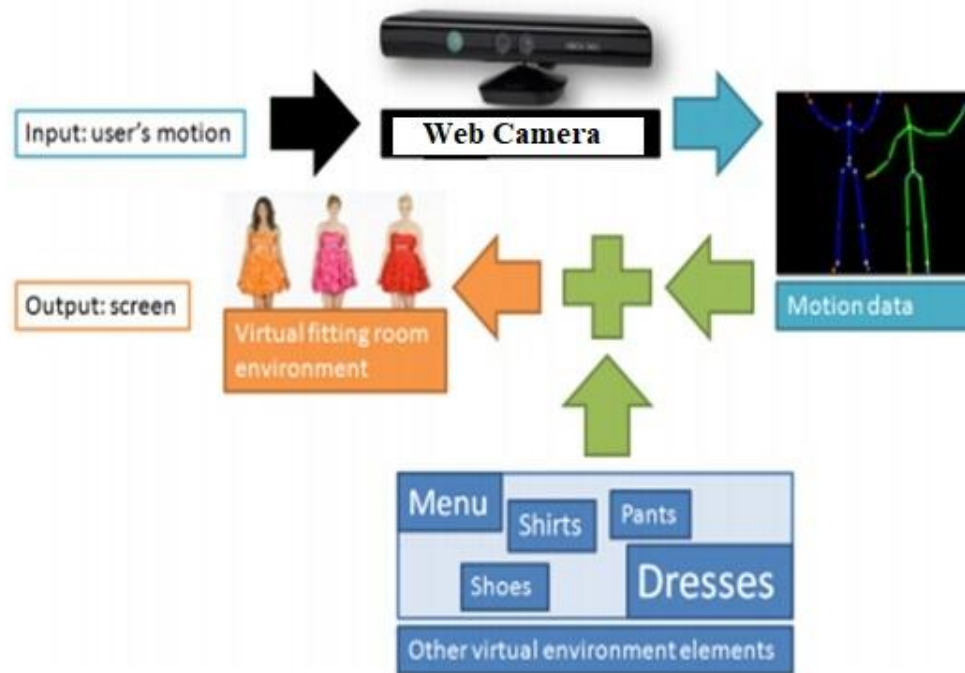 Input: user's motion
Web Camera
Output: screen
Virtual fitting room
environment
Motion data
Menu
Shirts
Pants
Shoes
Dresses
Other virtual environment elements